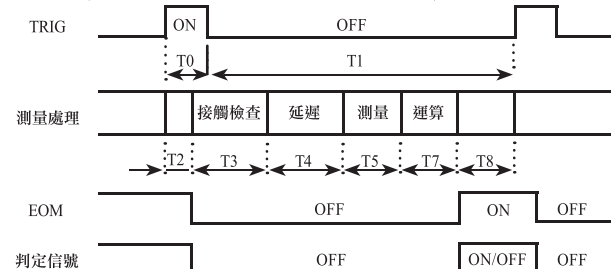 TRIG ON OFF
T0 T1
測量處理 接觸檢查 延遲 測量 運算
T2 T3 T4 T5 T7 T8
EOM OFF ON OFF
判定信號 OFF ON/OFF OFF